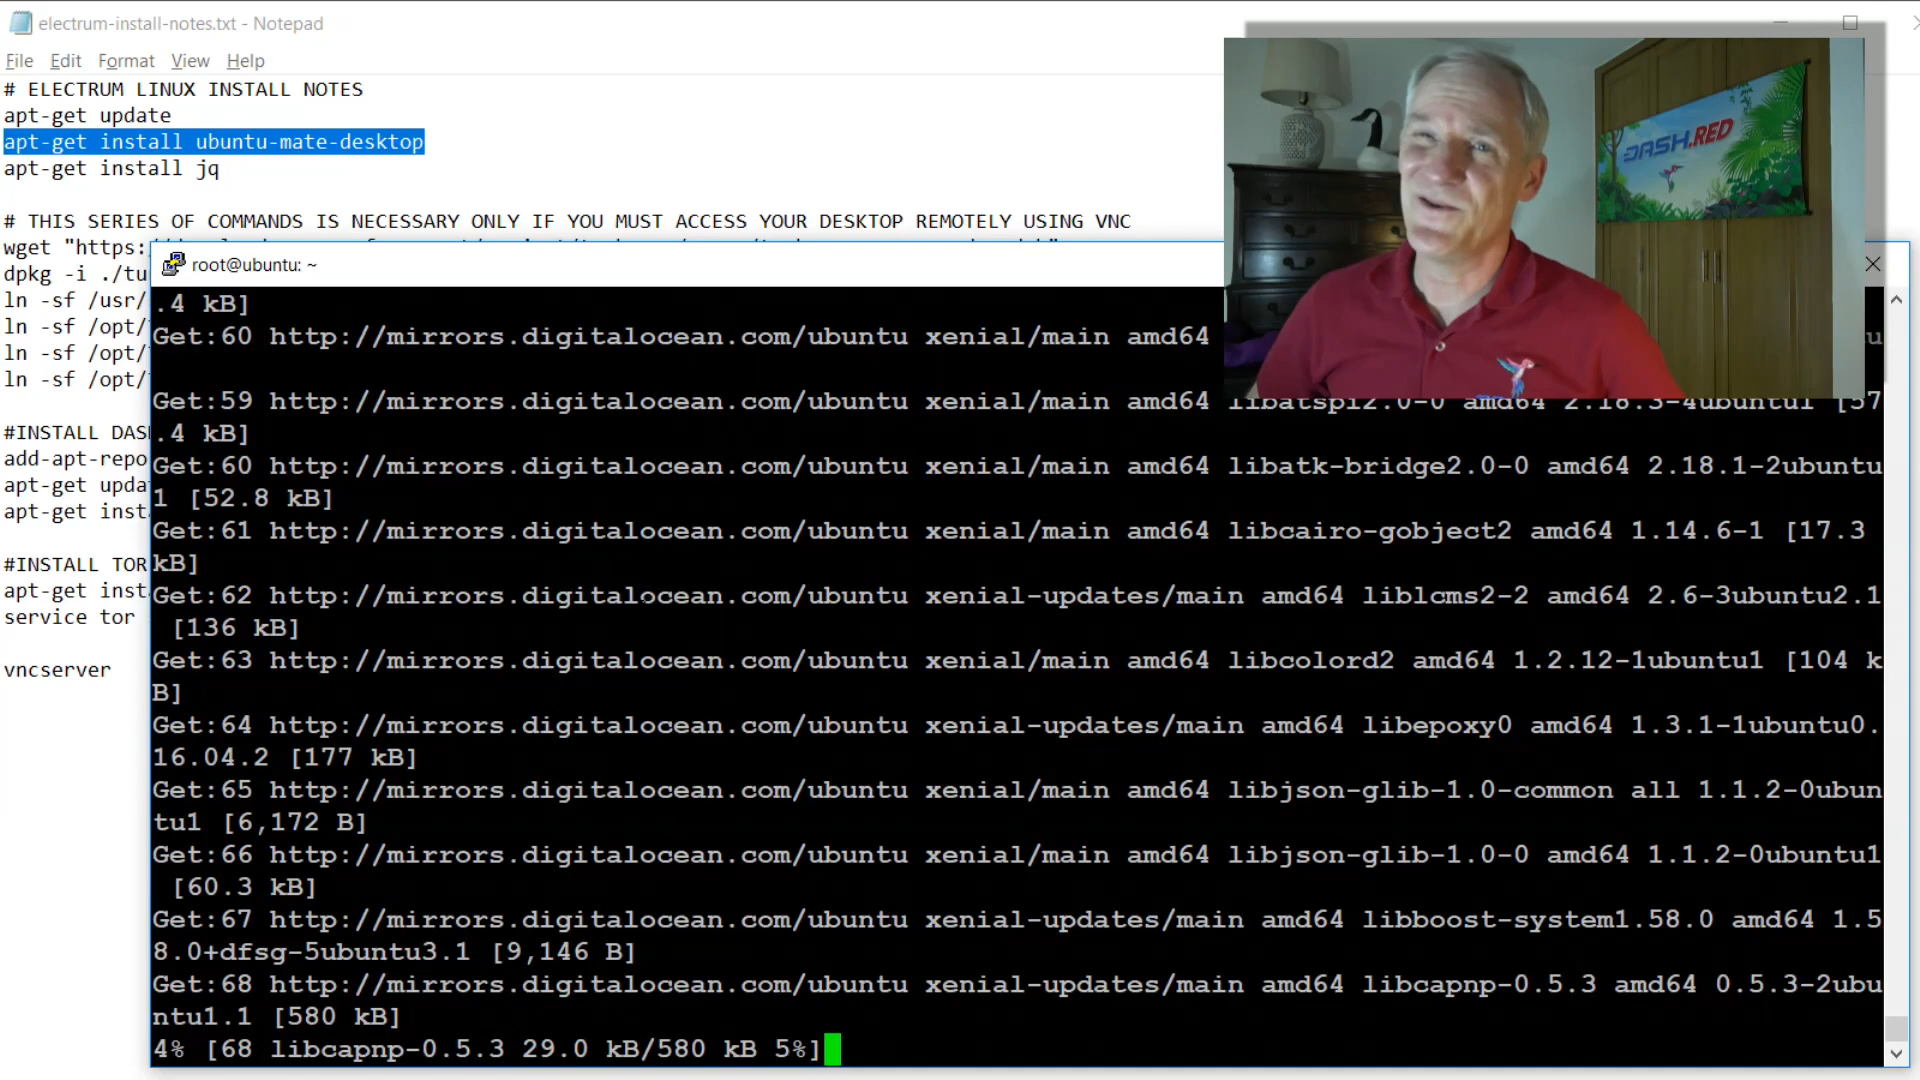 electrum-install-notes.txt - Notepad
File Edit Format View Help
# ELECTRUM LINUX INSTALL NOTES
apt-get update
apt-get install ubuntu-mate-desktop
apt-get install jq
# THIS SERIES OF COMMANDS IS NECESSARY ONLY IF YOU MUST ACCESS YOUR DESKTOP REMOTELY USING VNC
wget "https:/
dpkg -i ./tu
ln -sf /usr/
ln -sf /opt/
ln -sf /opt/
ln -sf /opt/
#INSTALL DAS
add-apt-repo
apt-get upda
apt-get inst
#INSTALL TOR
apt-get inst
service tor
vncserver
DASH.RED
root@ubuntu: ~
.4 kB]
Get:60 http://mirrors.digitalocean.com/ubuntu xenial/main amd64
Get:59 http://mirrors.digitalocean.com/ubuntu xenial/main amd64 libatspi2.0-0 amd64 2.18.3-4ubuntu1 [57
.4 kB]
Get:60 http://mirrors.digitalocean.com/ubuntu xenial/main amd64 libatk-bridge2.0-0 amd64 2.18.1-2ubuntu
1 [52.8 kB]
Get:61 http://mirrors.digitalocean.com/ubuntu xenial/main amd64 libcairo-gobject2 amd64 1.14.6-1 [17.3
kB]
Get:62 http://mirrors.digitalocean.com/ubuntu xenial-updates/main amd64 liblcms2-2 amd64 2.6-3ubuntu2.1
[136 kB]
Get:63 http://mirrors.digitalocean.com/ubuntu xenial/main amd64 libcolord2 amd64 1.2.12-1ubuntu1 [104 k
B]
Get:64 http://mirrors.digitalocean.com/ubuntu xenial-updates/main amd64 libepoxy0 amd64 1.3.1-1ubuntu0.
16.04.2 [177 kB]
Get:65 http://mirrors.digitalocean.com/ubuntu xenial/main amd64 libjson-glib-1.0-common all 1.1.2-0ubun
tu1 [6,172 B]
Get:66 http://mirrors.digitalocean.com/ubuntu xenial/main amd64 libjson-glib-1.0-0 amd64 1.1.2-0ubuntu1
[60.3 kB]
Get:67 http://mirrors.digitalocean.com/ubuntu xenial-updates/main amd64 libboost-system1.58.0 amd64 1.5
8.0+dfsg-5ubuntu3.1 [9,146 B]
Get:68 http://mirrors.digitalocean.com/ubuntu xenial-updates/main amd64 libcapnp-0.5.3 amd64 0.5.3-2ubu
ntu1.1 [580 kB]
4% [68 libcapnp-0.5.3 29.0 kB/580 kB 5%]